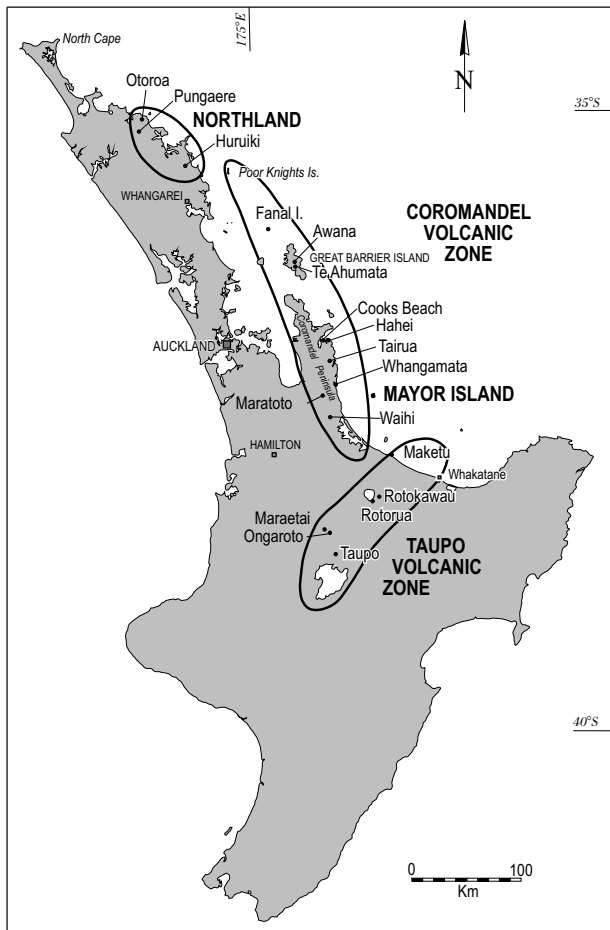 175°E
North Cape
N
35°S
Otoroa
Pungaere
NORTHLAND
Huruiki
Poor Knights Is.
WHANGAREI
Fanal I.
COROMANDEL
VOLCANIC
ZONE
Awana
GREAT BARRIER ISLAND
Te Ahumata
Cooks Beach
Hahei
Coromandel Peninsula
AUCKLAND
Tairua
Whangamata
MAYOR ISLAND
Maratoto
Waihi
HAMILTON
Maketu
Whakatane
Rotokawau
Rotorua
Maraetai
Ongaroto
Taupo
TAUPO
VOLCANIC
ZONE
40°S
0 100
Km